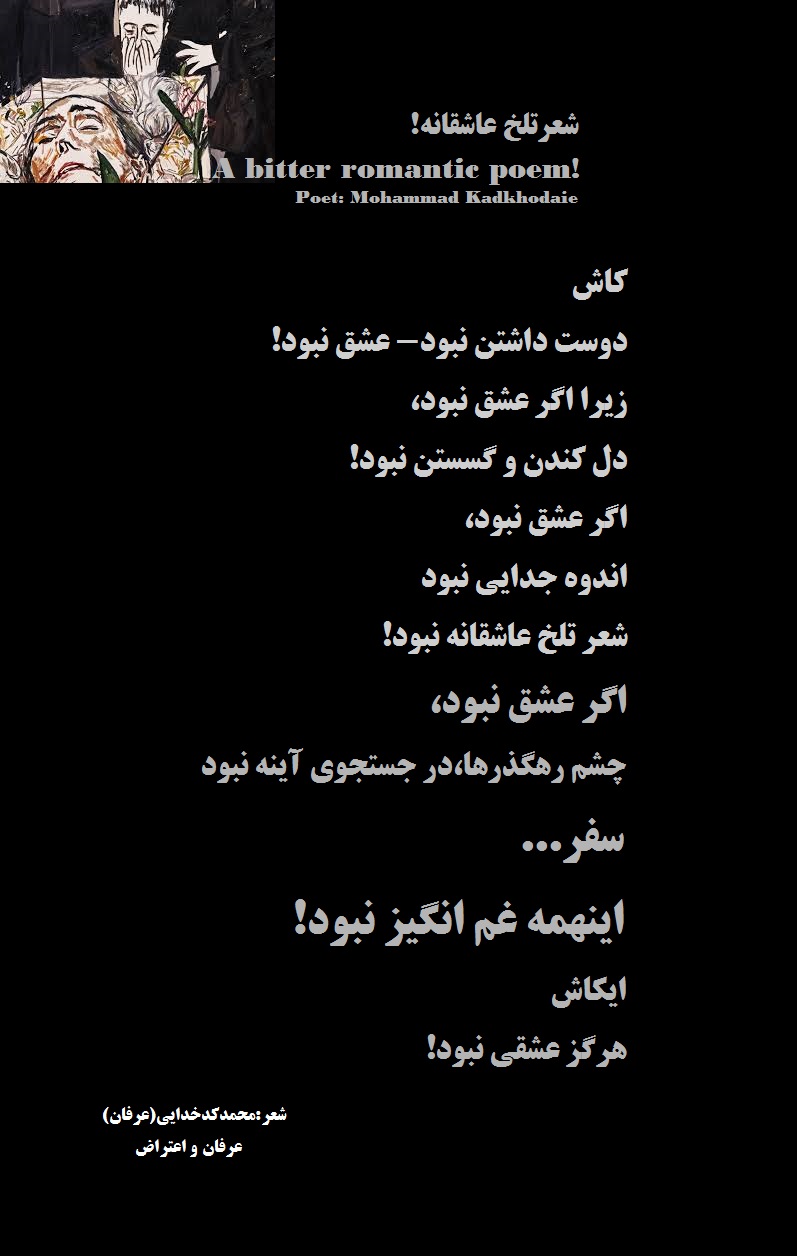 شعرتلخ عاشقانه!
A bitter romantic poem!
Poet: Mohammad Kadkhodaie
کاش
دوست داشتن نبود- عشق نبود!
زیرا اگر عشق نبود،
دل کندن و گسستن نبود!
اگر عشق نبود،
اندوه جدایی نبود
شعر تلخ عاشقانه نبود!
اگر عشق نبود،
چشم رهگذرها،در جستجوی آینه نبود
سفر...
اینهمه غم انگیز نبود!
ایکاش
هرگز عشقی نبود!
شعر:محمدکدخدایی(عرفان)
عرفان و اعتراض